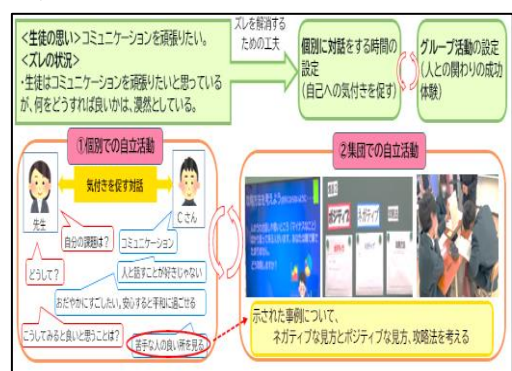 <生徒の思い>コミュニケーションを頑張りたい。
<ズレの状況>
・生徒はコミュニケーションを頑張りたいと思っている
が、何をどうすれば良いかは、漠然としている。
ズレを解消する
ための工夫
個別に対話をする時間の
設定
(自己への気付きを促す)
グループ活動の設定
(人との関わりの成功
体験)
①個別での自立活動
気付きを促す対話
先生
Cさん
自分の課題は?
コミュニケーション
どうして?
人と話すことが好きじゃない
おだやかにすごしたい。安心すると平和に過ごせる
こうしてみると良いと思うことは?
苦手な人の良い所を見る
②集団での自立活動
ポジティブ
ネガティブ
示された事例について、
ネガティブな見方とポジティブな見方、攻略法を考える